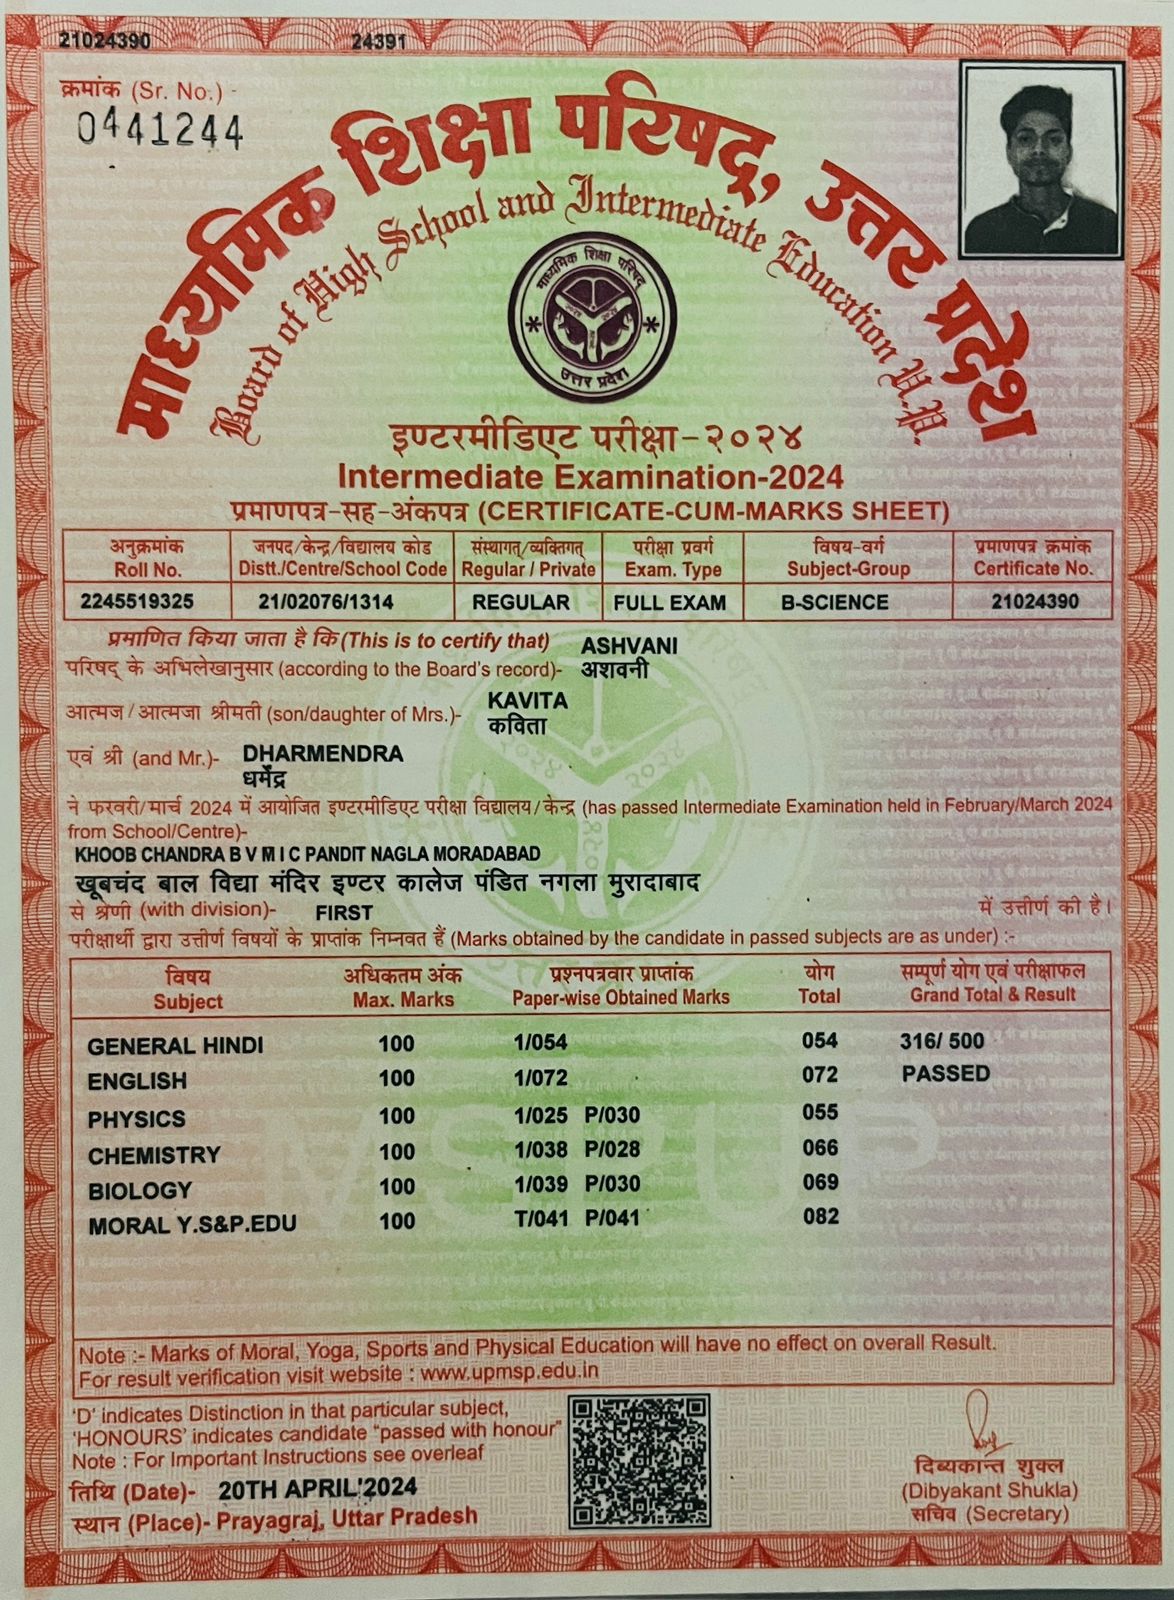 21024390 24391
क्रमांक (Sr. No.) -
0441244
माध्यमिक शिक्षा परिषद्, उत्तर प्रदेश
Board of High School and Intermediate Education U.P.
माध्यमिक शिक्षा परिषद्
उत्तर प्रदेश
इण्टरमीडिएट परीक्षा-२०२४
Intermediate Examination-2024
प्रमाणपत्र-सह-अंकपत्र (CERTIFICATE-CUM-MARKS SHEET)
अनुक्रमांक जनपद/केन्द्र/विद्यालय कोड संस्थागत/व्यक्तिगत परीक्षा प्रवर्ग विषय-वर्ग प्रमाणपत्र क्रमांक
Roll No. Distt./Centre/School Code Regular / Private Exam. Type Subject-Group Certificate No.
2245519325 21/02076/1314 REGULAR FULL EXAM B-SCIENCE 21024390
प्रमाणित किया जाता है कि (This is to certify that) ASHVANI
परिषद् के अभिलेखानुसार (according to the Board's record)- अशवनी
KAVITA
आत्मज/आत्मजा श्रीमती (son/daughter of Mrs.)- कविता
एवं श्री (and Mr.)- DHARMENDRA
धर्मेंद्र
ने फरवरी/मार्च 2024 में आयोजित इण्टरमीडिएट परीक्षा विद्यालय/केन्द्र (has passed Intermediate Examination held in February/March 2024
from School/Centre)-
KHOOB CHANDRA B V M I C PANDIT NAGLA MORADABAD
खूबचंद बाल विद्या मंदिर इण्टर कालेज पंडित नगला मुरादाबाद
से श्रेणी (with division)- FIRST में उत्तीर्ण की है।
परीक्षार्थी द्वारा उत्तीर्ण विषयों के प्राप्तांक निम्नवत हैं (Marks obtained by the candidate in passed subjects are as under) :-
विषय अधिकतम अंक प्रश्नपत्रवार प्राप्तांक योग सम्पूर्ण योग एवं परीक्षाफल
Subject Max. Marks Paper-wise Obtained Marks Total Grand Total & Result
GENERAL HINDI 100 1/054 054 316/ 500
ENGLISH 100 1/072 072 PASSED
PHYSICS 100 1/025 P/030 055
CHEMISTRY 100 1/038 P/028 066
BIOLOGY 100 1/039 P/030 069
MORAL Y.S&P.EDU 100 T/041 P/041 082
Note :- Marks of Moral, Yoga, Sports and Physical Education will have no effect on overall Result.
For result verification visit website : www.upmsp.edu.in
'D' indicates Distinction in that particular subject,
'HONOURS' indicates candidate "passed with honour"
Note : For Important Instructions see overleaf
तिथि (Date)- 20TH APRIL'2024
स्थान (Place)- Prayagraj, Uttar Pradesh
दिब्यकान्त शुक्ल
(Dibyakant Shukla)
सचिव (Secretary)